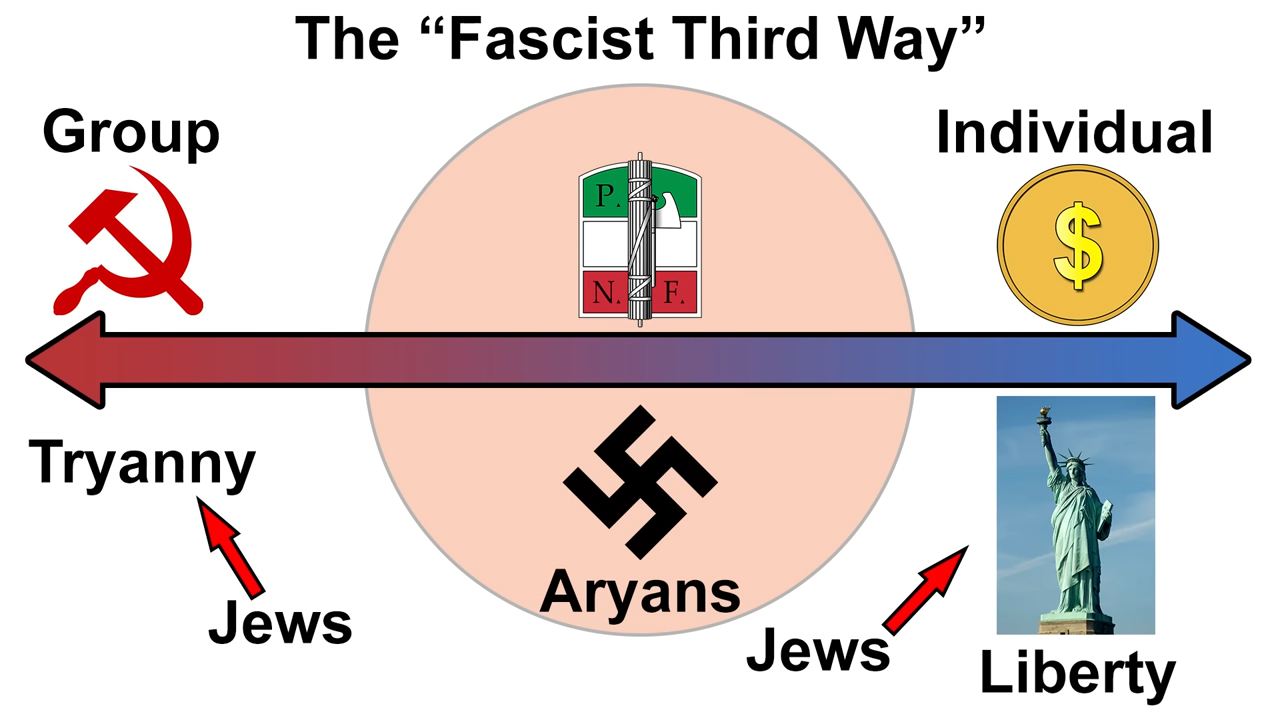 The “Fascist Third Way”
Group
Individual
P.
N. F.
$
Tryanny
Jews
Aryans
Jews
Liberty